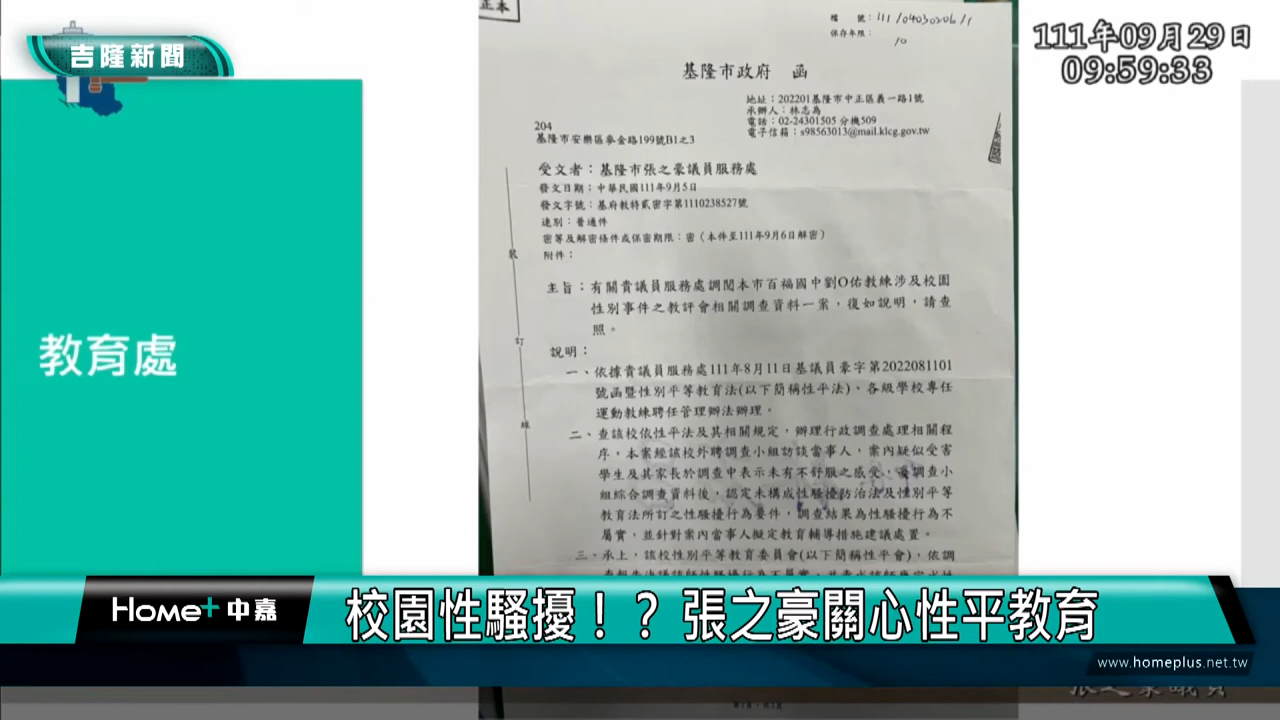 吉隆新聞
111年09月29日
09:59:33
教育處
正本
檔 號：111/04030206/1
保存年限：
10
基隆市政府 函
地址：202201基隆市中正區義一路1號
承辦人：林志為
電話：02-24301505 分機509
電子信箱：s98563013@mail.klcg.gov.tw
204
基隆市安樂區麥金路199號B1之3
受文者：基隆市張之豪議員服務處
發文日期：中華民國111年9月5日
發文字號：基府教特貳密字第1110238527號
速別：普通件
密等及解密條件或保密期限：密（本件至111年9月6日解密）
附件：
主旨：有關貴議員服務處調閱本市百福國中劉O佑教練涉及校園
性別事件之教評會相關調查資料一案，復如說明，請查
照。
說明：
一、依據貴議員服務處111年8月11日基議員豪字第2022081101
號函暨性別平等教育法(以下簡稱性平法)、各級學校專任
運動教練聘任管理辦法辦理。
二、查該校依性平法及其相關規定，辦理行政調查處理相關程
序，本案經該校外聘調查小組訪談當事人，案內疑似受害
學生及其家長於調查中表示未有不舒服之感受，調查小
組綜合調查資料後，認定未構成性騷擾防治法及性別平等
教育法所訂之性騷擾行為要件，調查結果為性騷擾行為不
屬實，並針對案內當事人擬定教育輔導措施建議處置。
三、承上，該校性別平等教育委員會(以下簡稱性平會)，依調
裝
訂
線
Home+中嘉
校園性騷擾！？ 張之豪關心性平教育
www.homeplus.net.tw